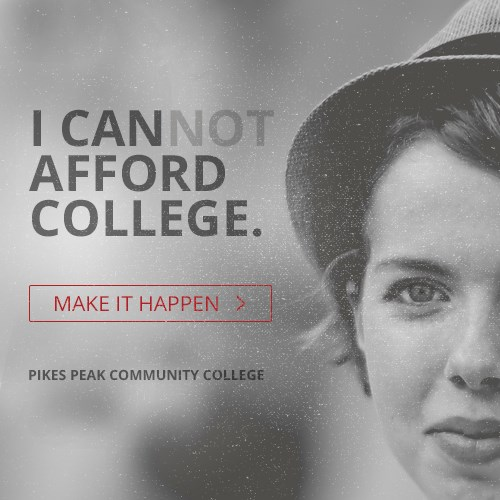 I CANNOT
AFFORD
COLLEGE.
MAKE IT HAPPEN >
PIKES PEAK COMMUNITY COLLEGE